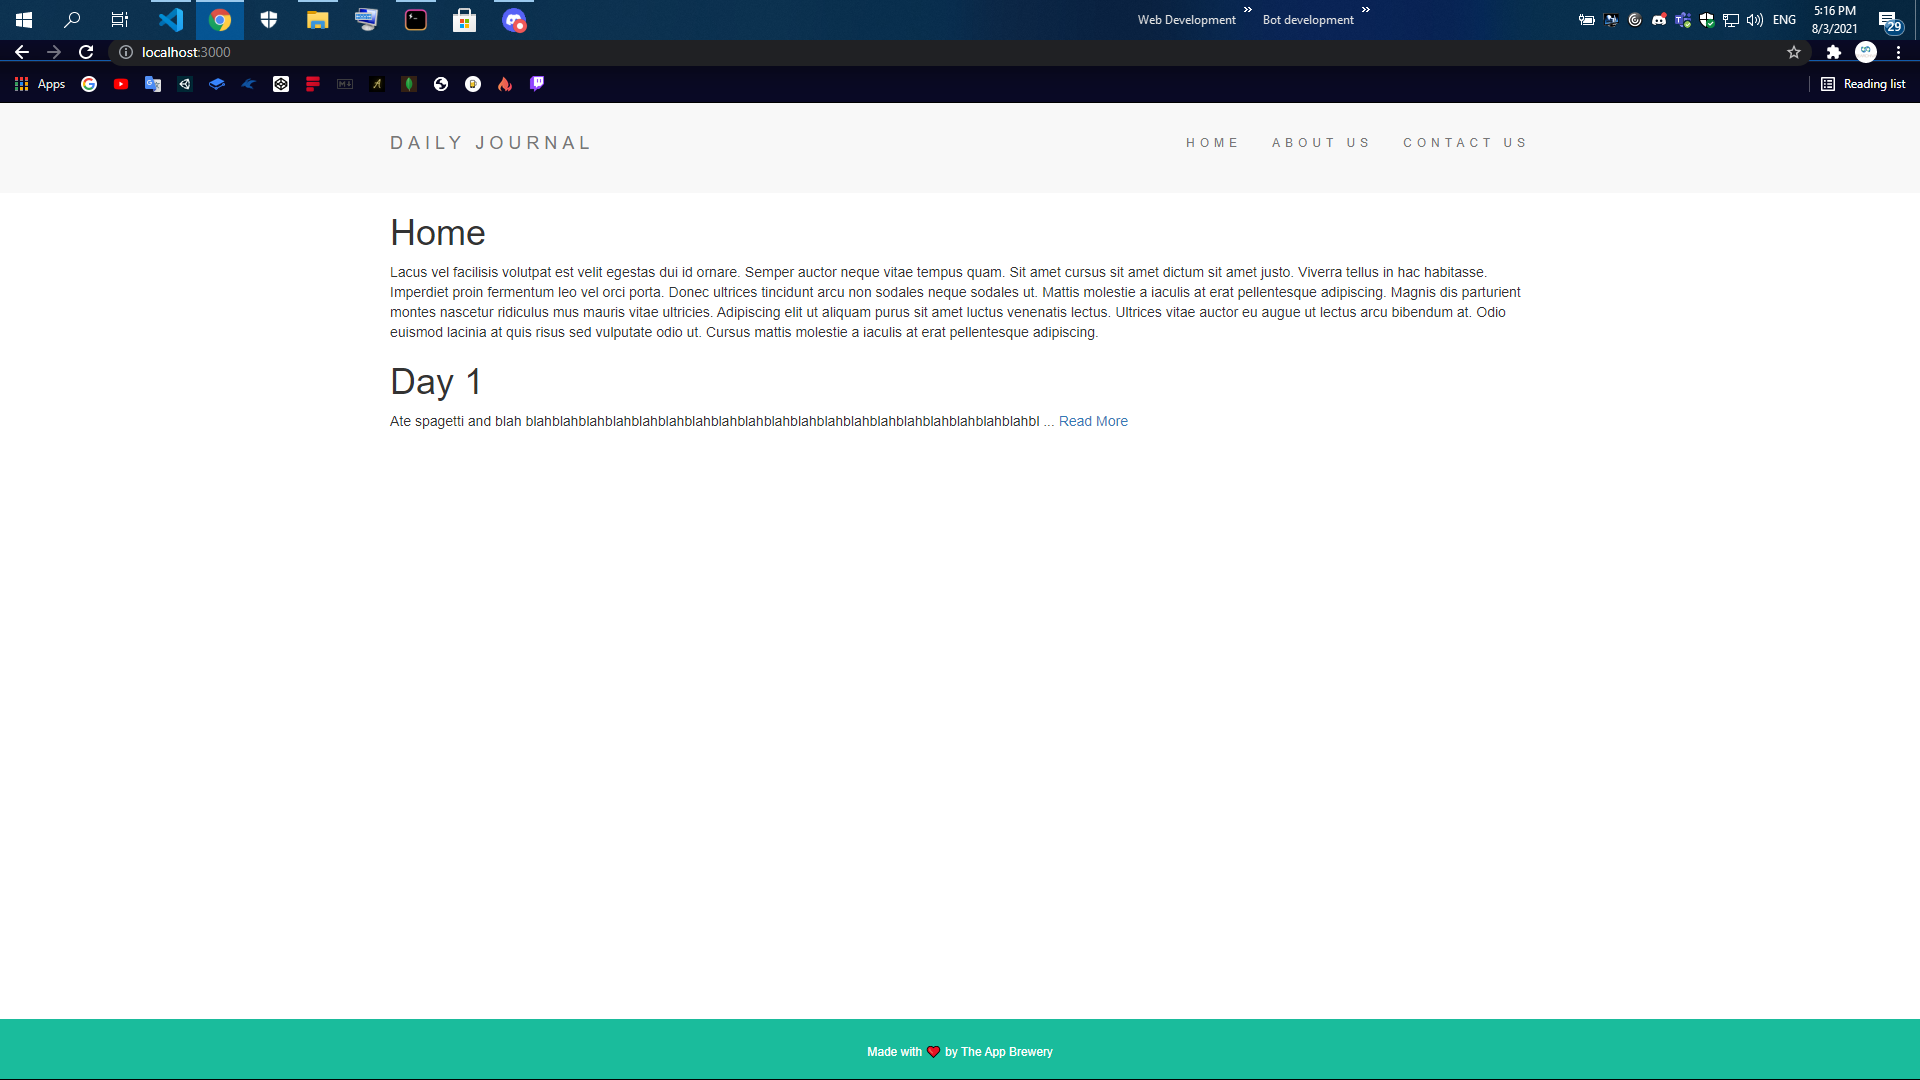 Web Development »
Bot development »
ENG
5:16 PM
8/3/2021
29
localhost:3000
Apps
Reading list
DAILY JOURNAL
HOME ABOUT US CONTACT US
Home
Lacus vel facilisis volutpat est velit egestas dui id ornare. Semper auctor neque vitae tempus quam. Sit amet cursus sit amet dictum sit amet justo. Viverra tellus in hac habitasse.
Imperdiet proin fermentum leo vel orci porta. Donec ultrices tincidunt arcu non sodales neque sodales ut. Mattis molestie a iaculis at erat pellentesque adipiscing. Magnis dis parturient
montes nascetur ridiculus mus mauris vitae ultricies. Adipiscing elit ut aliquam purus sit amet luctus venenatis lectus. Ultrices vitae auctor eu augue ut lectus arcu bibendum at. Odio
euismod lacinia at quis risus sed vulputate odio ut. Cursus mattis molestie a iaculis at erat pellentesque adipiscing.
Day 1
Ate spagetti and blah blahblahblahblahblahblahblahblahblahblahblahblahblahblahblahblahblahblahblahblahbl ... Read More
Made with ❤ by The App Brewery